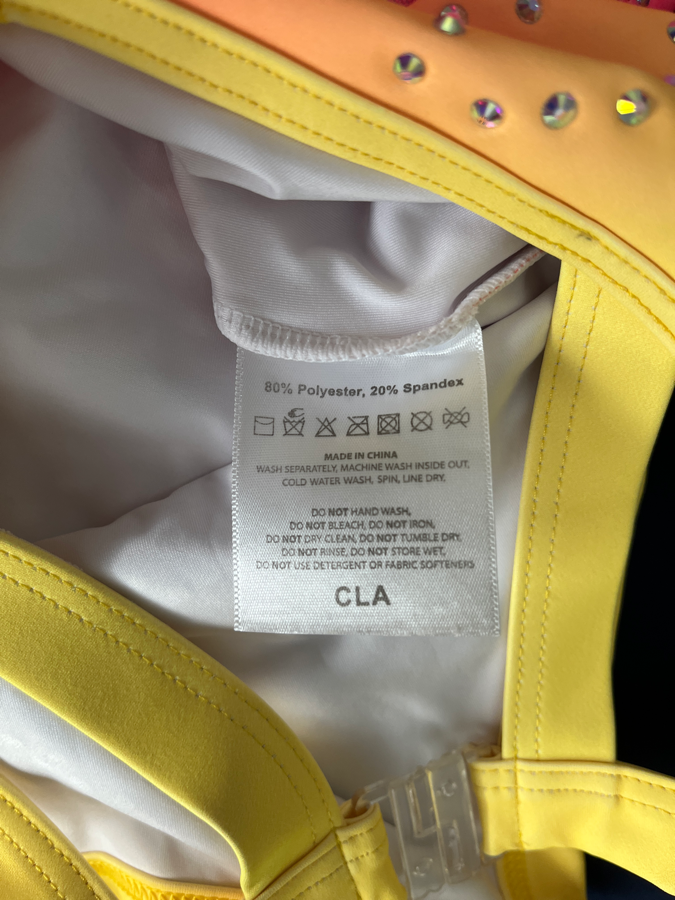 80% Polyester, 20% Spandex
MADE IN CHINA
WASH SEPARATELY, MACHINE WASH INSIDE OUT,
COLD WATER WASH, SPIN, LINE DRY,
DO NOT HAND WASH,
DO NOT BLEACH, DO NOT IRON,
DO NOT DRY CLEAN, DO NOT TUMBLE DRY,
DO NOT RINSE, DO NOT STORE WET,
DO NOT USE DETERGENT OR FABRIC SOFTENERS
CLA